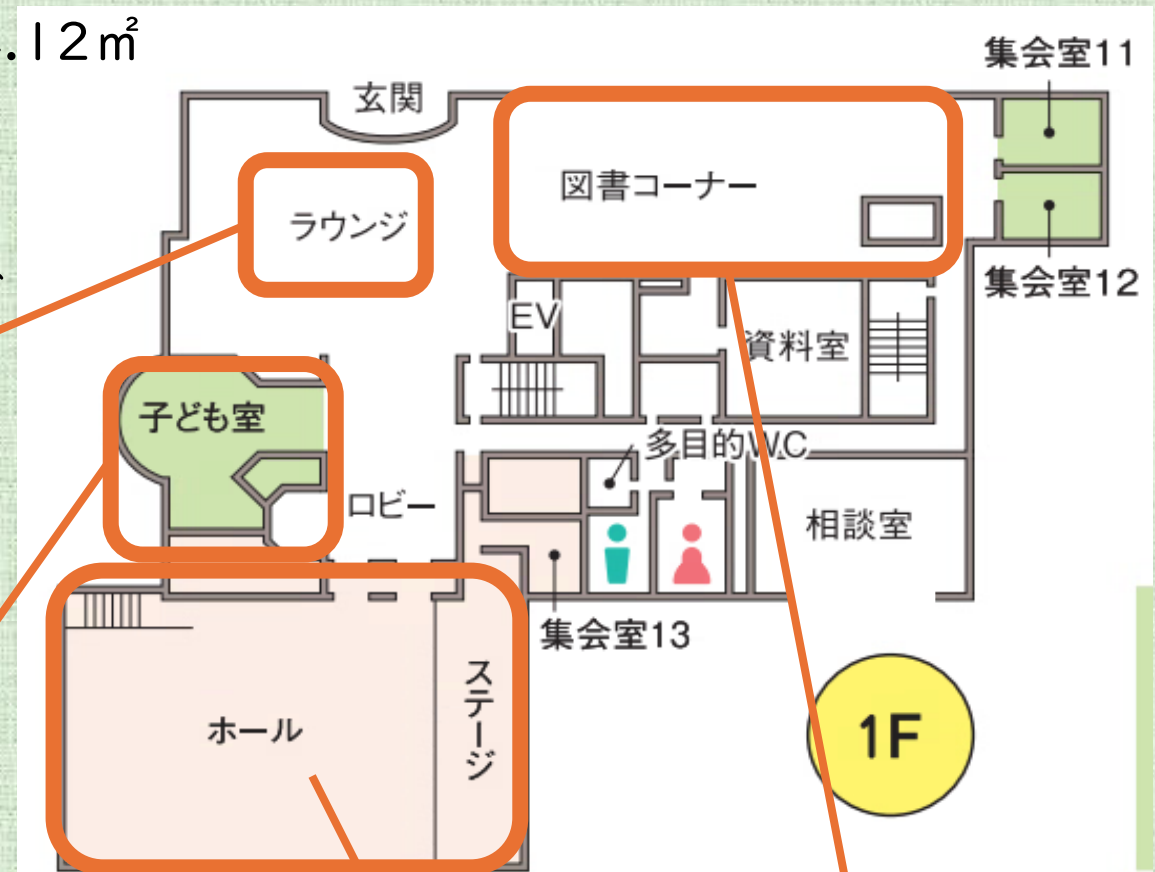 .12㎡
集会室11
玄関
図書コーナー
ラウンジ
集会室12
EV
資料室
子ども室
多目的WC
ロビー
相談室
集会室13
ステージ
ホール
1F